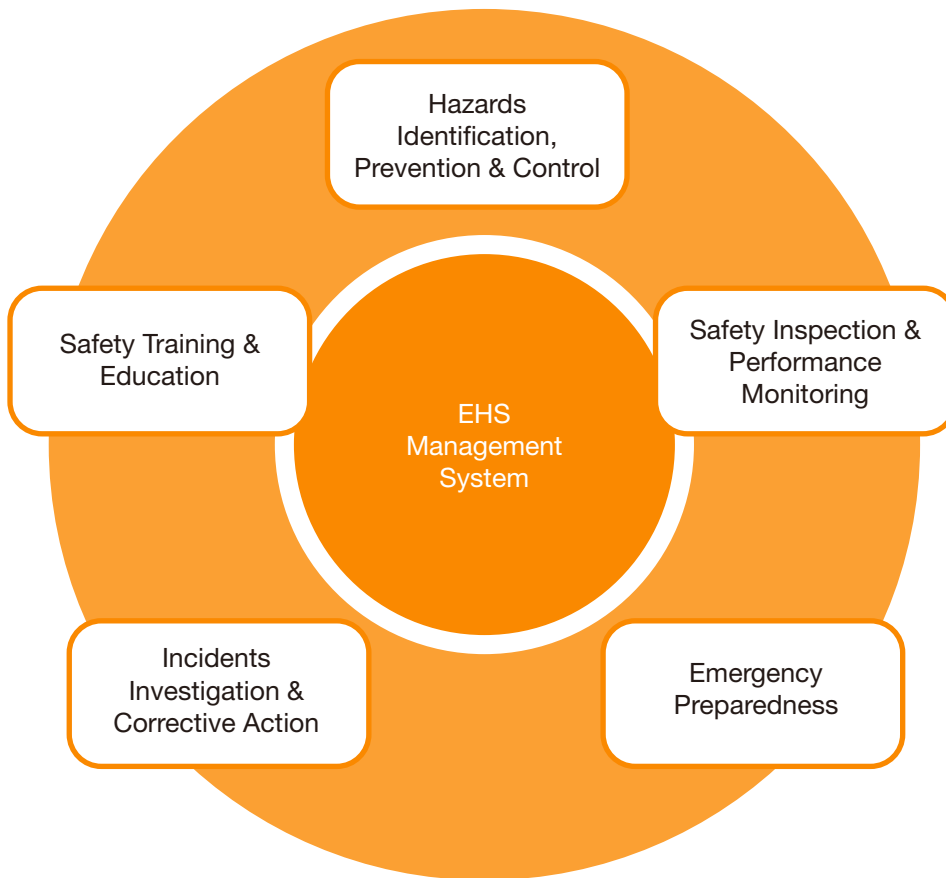 Hazards
Identification,
Prevention & Control
Safety Training &
Education
Safety Inspection &
Performance
Monitoring
EHS
Management
System
Incidents
Investigation &
Corrective Action
Emergency
Preparedness